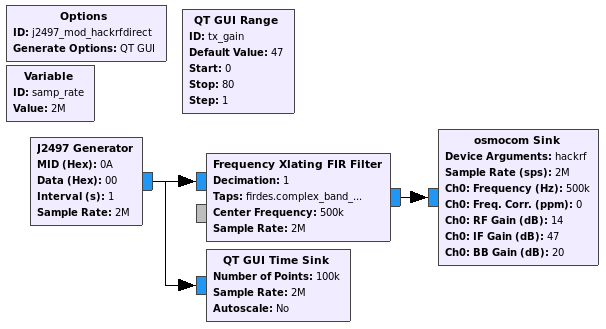 Options
ID: j2497_mod_hackrfdirect
Generate Options: QT GUI
QT GUI Range
ID: tx_gain
Default Value: 47
Start: 0
Stop: 80
Step: 1
Variable
ID: samp_rate
Value: 2M
J2497 Generator
MID (Hex): 0A
Data (Hex): 00
Interval (s): 1
Sample Rate: 2M
Frequency Xlating FIR Filter
Decimation: 1
Taps: firdes.complex_band_...
Center Frequency: 500k
Sample Rate: 2M
osmocom Sink
Device Arguments: hackrf
Sample Rate (sps): 2M
Ch0: Frequency (Hz): 500k
Ch0: Freq. Corr. (ppm): 0
Ch0: RF Gain (dB): 14
Ch0: IF Gain (dB): 47
Ch0: BB Gain (dB): 20
QT GUI Time Sink
Number of Points: 100k
Sample Rate: 2M
Autoscale: No